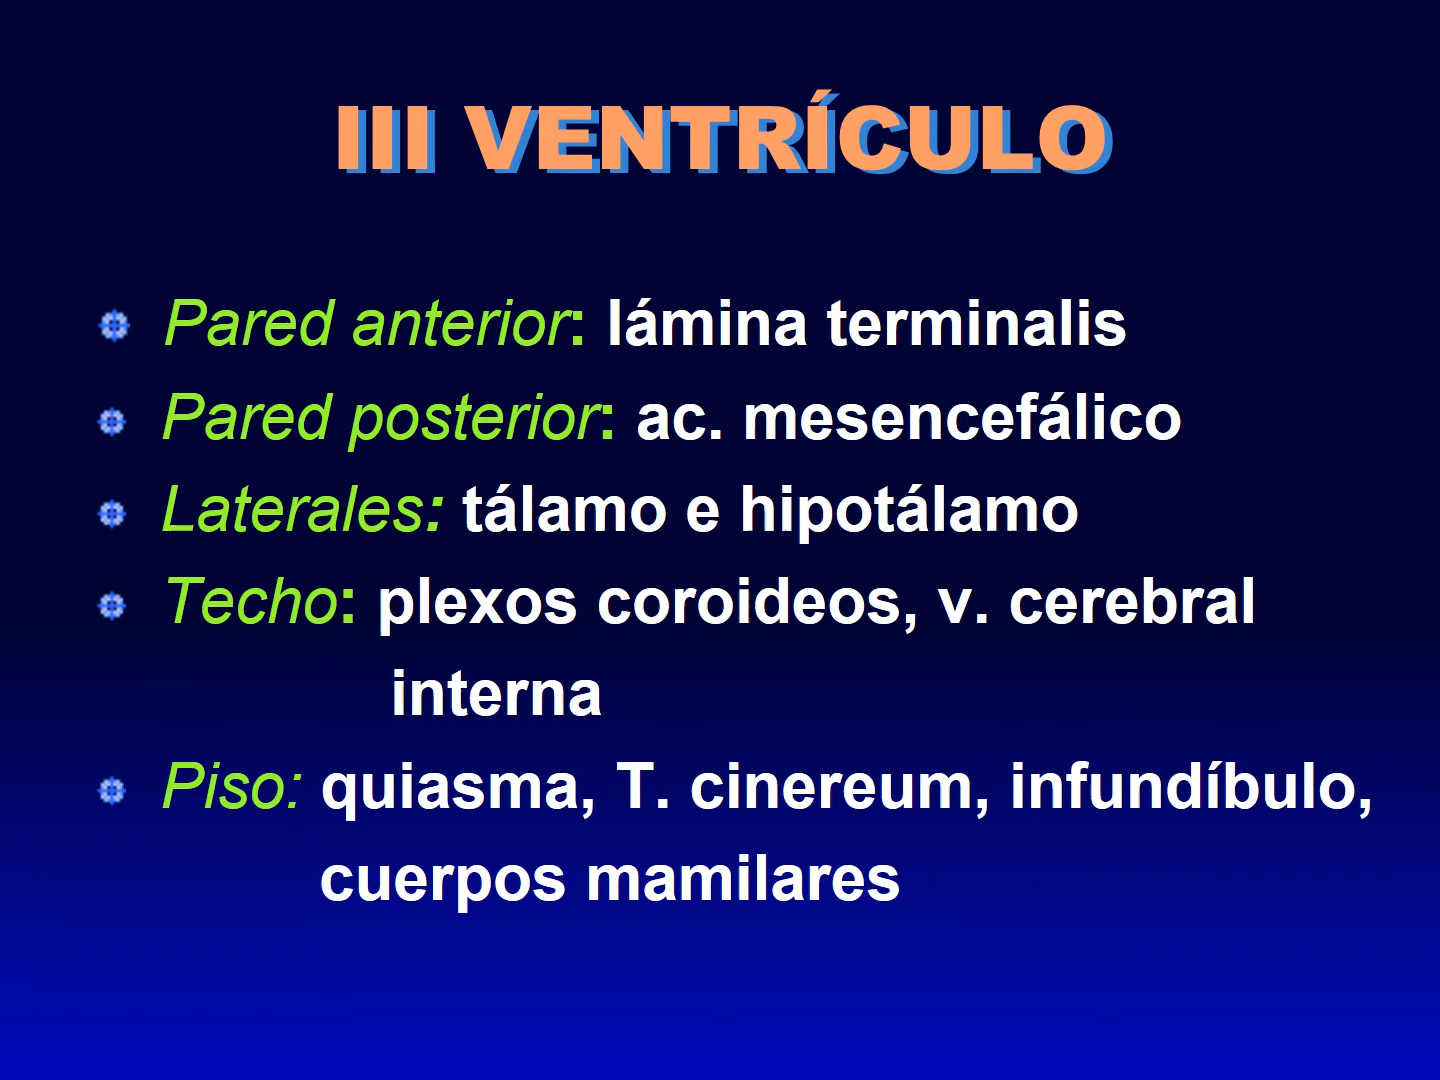 III VENTRÍCULO
Pared anterior: lámina terminalis
Pared posterior: ac. mesencefálico
Laterales: tálamo e hipotálamo
Techo: plexos coroideos, v. cerebral
interna
Piso: quiasma, T. cinereum, infundíbulo,
cuerpos mamilares